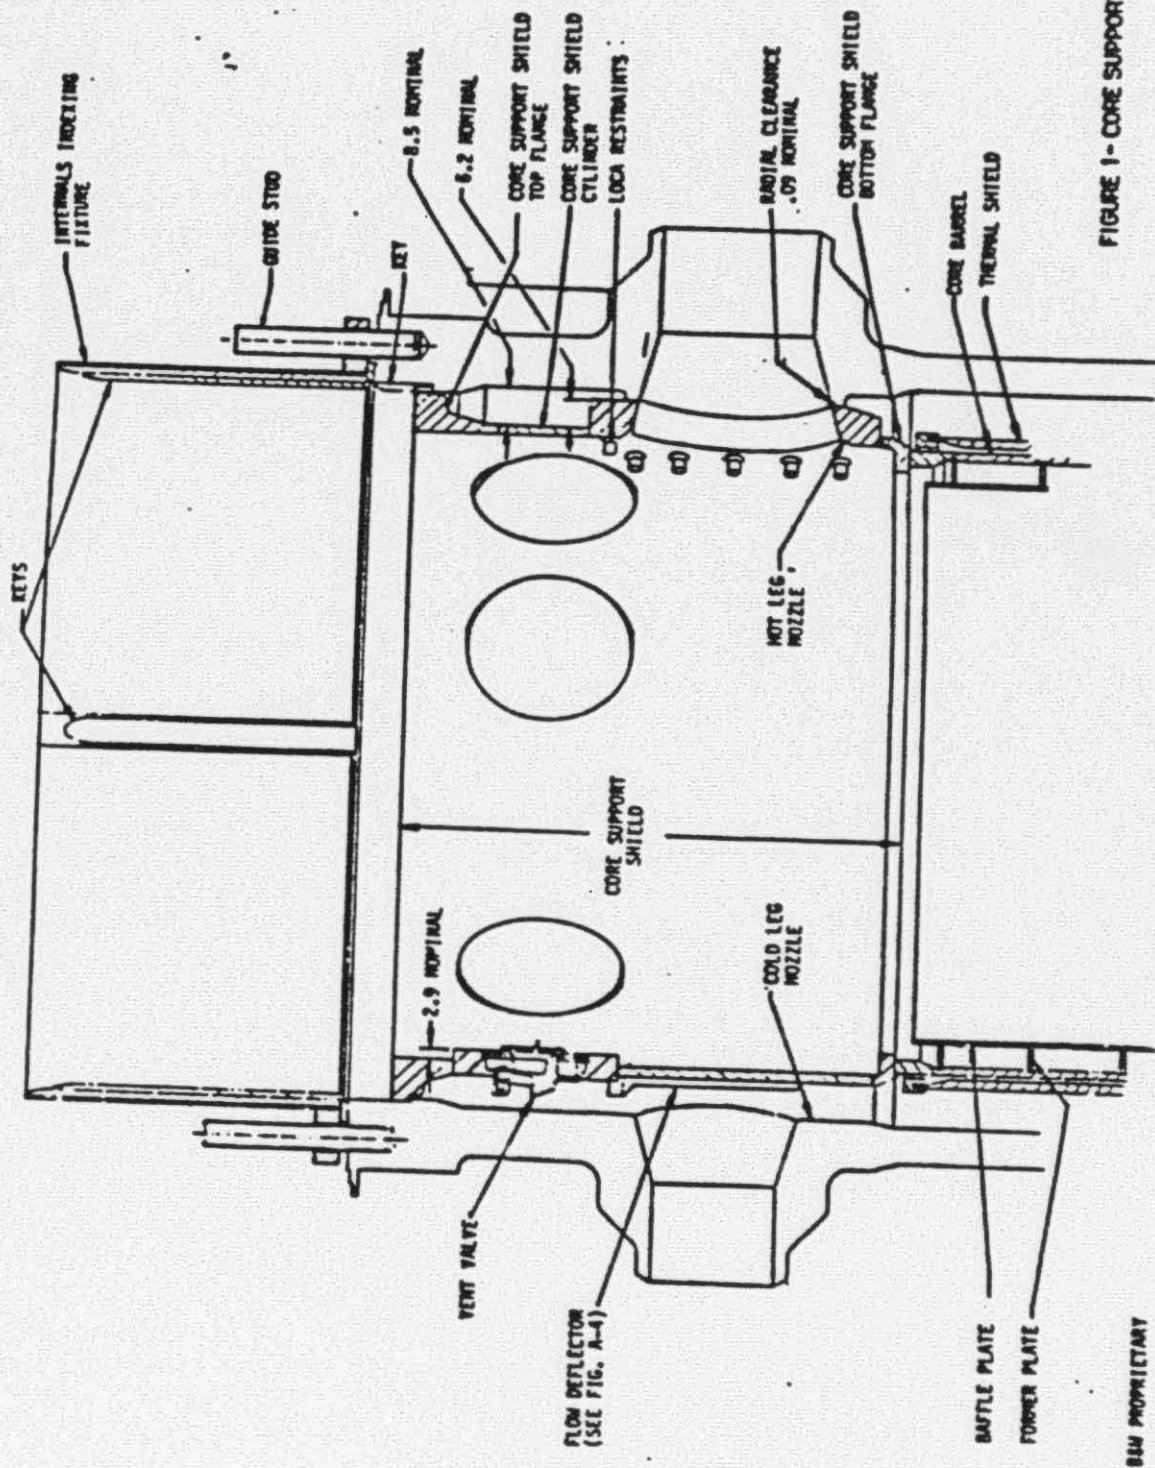 KEYS
INTERNALS INDEXING
FIXTURE
GUIDE STUD
KEY
8.5 NOMINAL
6.2 NOMINAL
CORE SUPPORT SHIELD
TOP FLANGE
CORE SUPPORT SHIELD
CYLINDER
LOCA RESTRAINTS
RADIAL CLEARANCE
.09 NOMINAL
CORE SUPPORT SHIELD
BOTTOM FLANGE
CORE BARREL
THERMAL SHIELD
HOT LEG
NOZZLE
CORE SUPPORT
SHIELD
2.9 NOMINAL
COLD LEG
NOZZLE
VENT VALVE
FLOW DEFLECTOR
(SEE FIG. A-4)
BAFFLE PLATE
FORMER PLATE
B&W PROPRIETARY
FIGURE 1- CORE SUPPORT